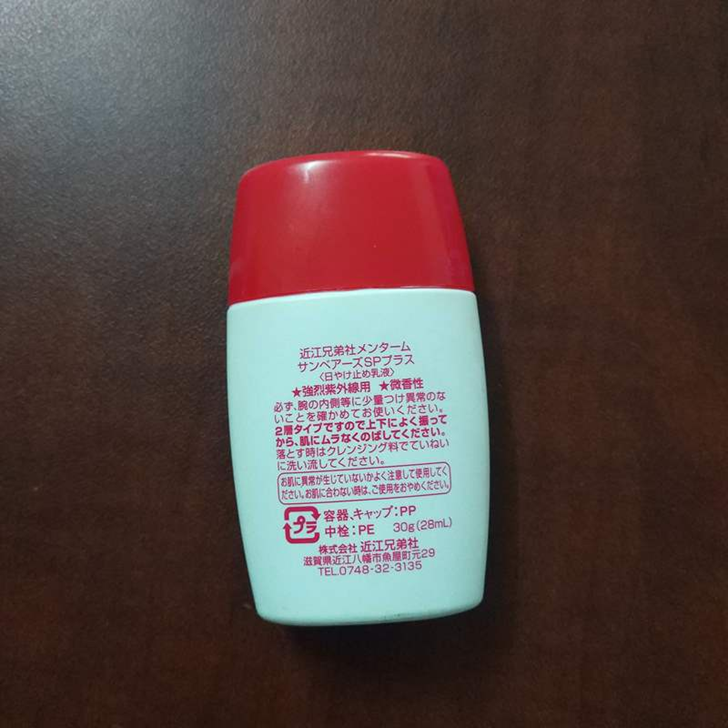 近江兄弟社メンターム
サンベアーズSPプラス
〈日やけ止め乳液〉
★強烈紫外線用 ★微香性
必ず、腕の内側等に少量つけ異常のな
いことを確かめてお使いください。
2層タイプですので上下によく振って
から、肌にムラなくのばしてください。
落とす時はクレンジング料でていねい
に洗い流してください。
お肌に異常が生じていないかよく注意して使用してく
ださい。お肌に合わない時は、ご使用をおやめください。
プラ
容器、キャップ:PP
中栓:PE 30g(28mL)
株式会社 近江兄弟社
滋賀県近江八幡市魚屋町元29
TEL.0748-32-3135